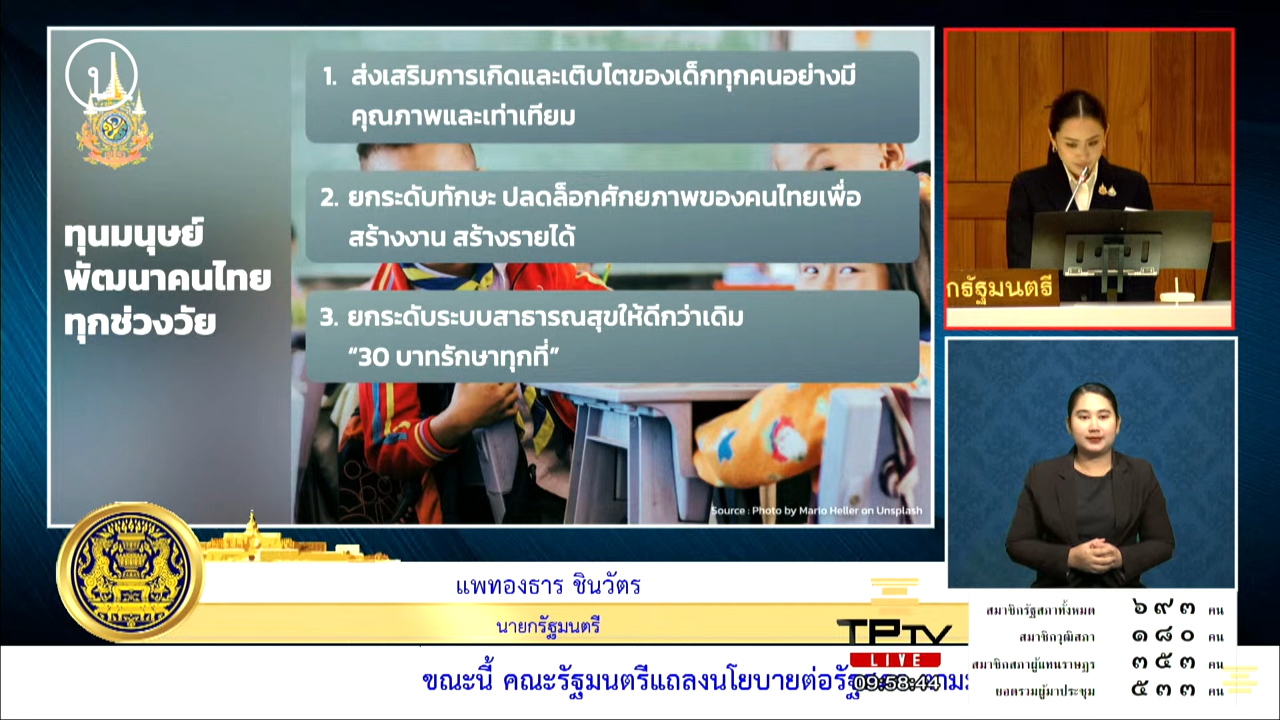 ป
ทุนมนุษย์
พัฒนาคนไทย
ทุกช่วงวัย
1. ส่งเสริมการเกิดและเติบโตของเด็กทุกคนอย่างมี
คุณภาพและเท่าเทียม
2. ยกระดับทักษะ ปลดล็อกศักยภาพของคนไทยเพื่อ
สร้างงาน สร้างรายได้
3. ยกระดับระบบสาธารณสุขให้ดีกว่าเดิม
“30 บาทรักษาทุกที่”
Source : Photo by Mario Heller on Unsplash
กรัฐมนตรี
แพทองธาร ชินวัตร
นายกรัฐมนตรี
TPTV
LIVE
09:58:44
สมาชิกรัฐสภาทั้งหมด ๖๙๓ คน
สมาชิกวุฒิสภา ๑๘๐ คน
สมาชิกสภาผู้แทนราษฎร ๓๕๓ คน
ยอดรวมผู้มาประชุม ๕๓๓ คน
ขณะนี้ คณะรัฐมนตรีแถลงนโยบายต่อรัฐ